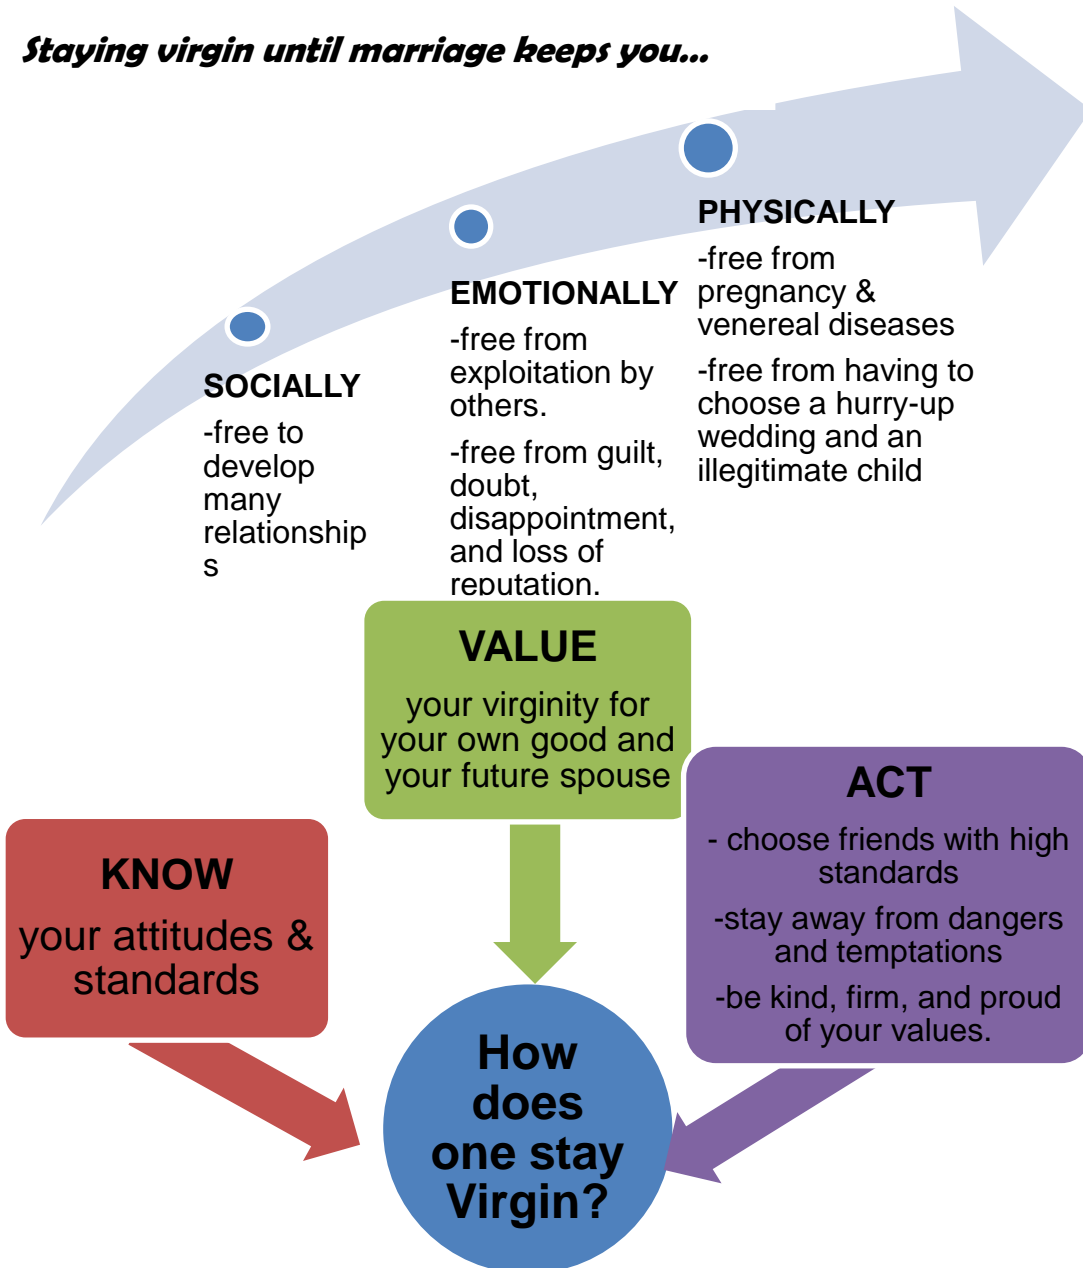 Staying virgin until marriage keeps you...
SOCIALLY
-free to
develop
many
relationship
s
EMOTIONALLY
-free from
exploitation by
others.
-free from guilt,
doubt,
disappointment,
and loss of
reputation.
PHYSICALLY
-free from
pregnancy &
venereal diseases
-free from having to
choose a hurry-up
wedding and an
illegitimate child
KNOW
your attitudes &
standards
VALUE
your virginity for
your own good and
your future spouse
ACT
- choose friends with high
standards
-stay away from dangers
and temptations
-be kind, firm, and proud
of your values.
How
does
one stay
Virgin?